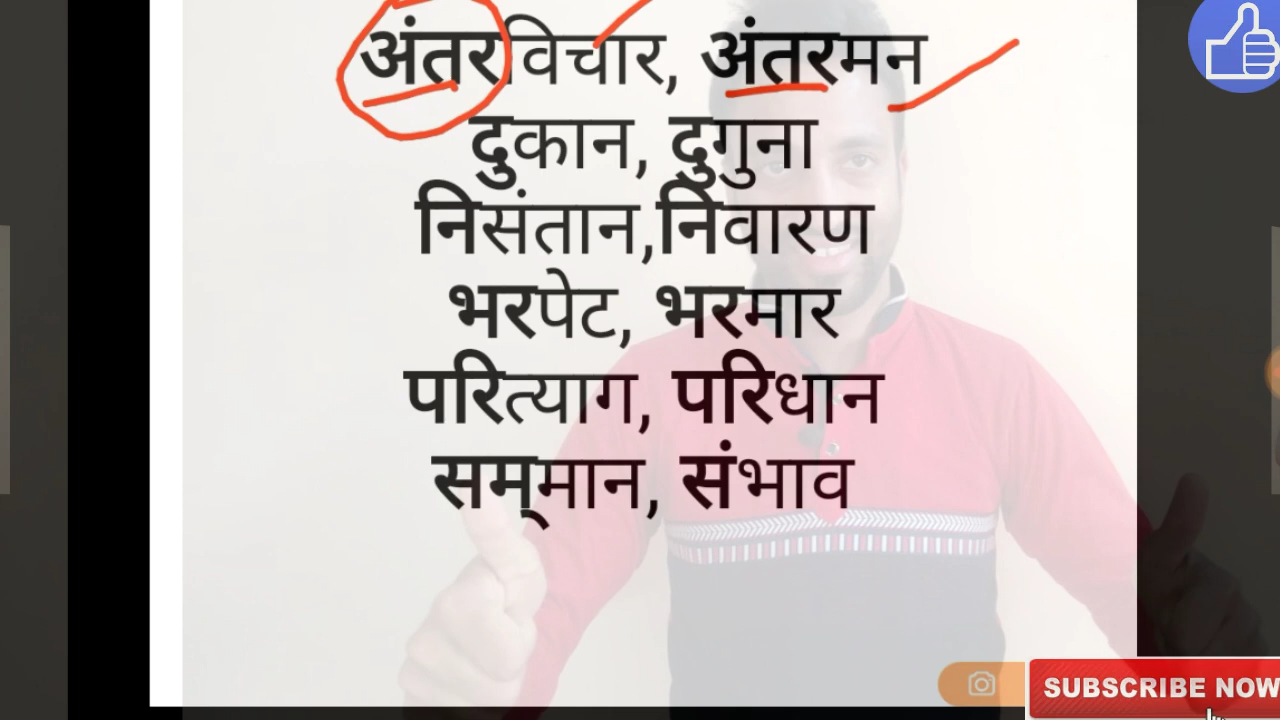 अंतरविचार, अंतरमन
दुकान, दुगुना
निसंतान,निवारण
भरपेट, भरमार
परित्याग, परिधान
सम्मान, संभाव
SUBSCRIBE NOW